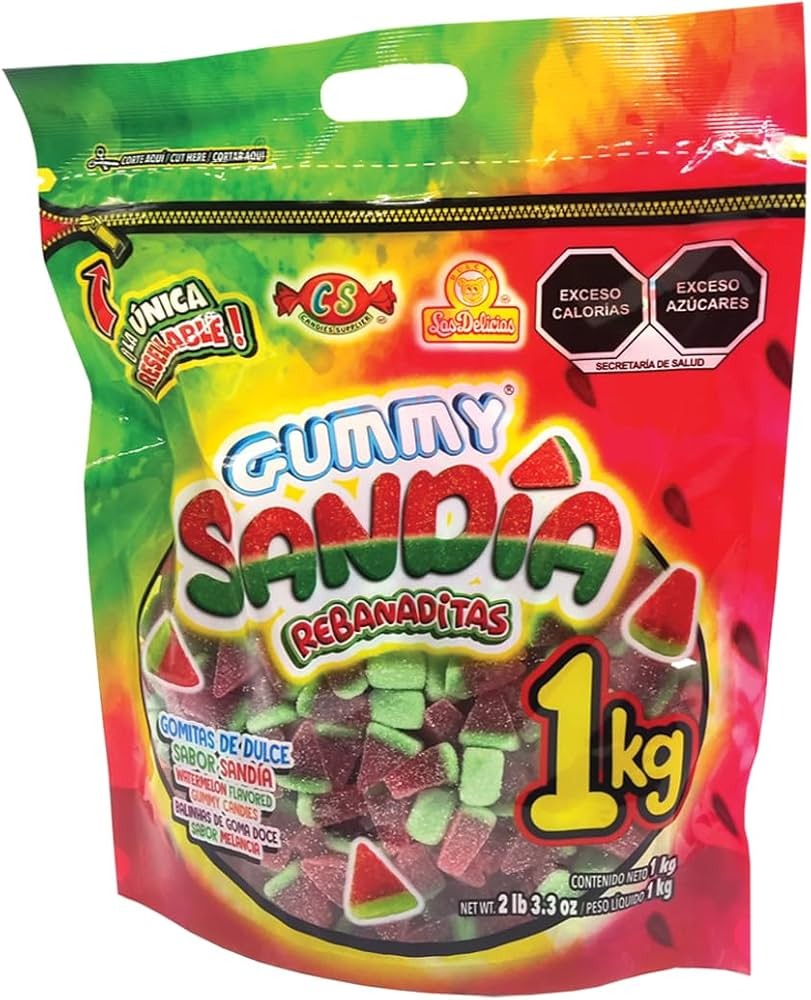 CORTE AQUÍ / CUT HERE / CORTAR AQUI
¡LA ÚNICA
RESELLABLE!
CS
CANDIES SUPPLIER
DULCES
Las Delicias
EXCESO
CALORÍAS
EXCESO
AZÚCARES
SECRETARÍA DE SALUD
GUMMY®
SANDÍA
REBANADITAS
1kg
GOMITAS DE DULCE
SABOR SANDÍA
WATERMELON FLAVORED
GUMMY CANDIES
BALINHAS DE GOMA DOCE
SABOR MELANCIA
CONTENIDO NETO 1 kg
NET WT. 2 lb 3.3 oz / PESO LÍQUIDO 1 kg